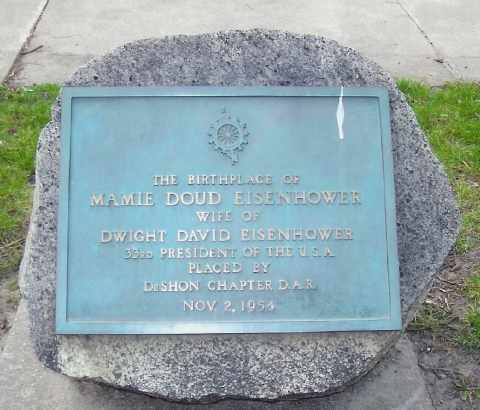 THE BIRTHPLACE OF
MAMIE DOUD EISENHOWER
WIFE OF
DWIGHT DAVID EISENHOWER
33RD PRESIDENT OF THE U.S.A.
PLACED BY
DESHON CHAPTER D.A.R.
NOV. 2, 1954